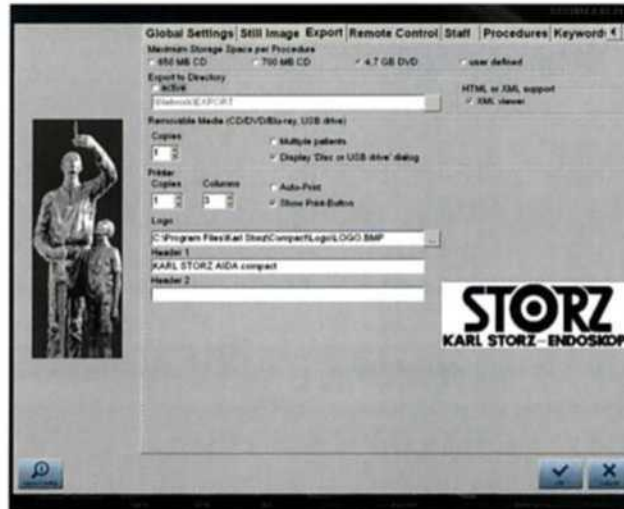 Global Settings Still Image Export Remote Control Staff Procedures Keywords
Maximum Storage Space per Procedure
650 MB CD 700 MB CD 4,7 GB DVD user defined
Export to Directory
active
HTML or XML support
XML viewer
Removable Media (CD/DVD/Blu-ray, USB drive)
Copies
1
Multiple patients
Display 'Disc or USB drive' dialog
Printer
Copies Columns
1 3
Auto-Print
Show Print-Button
Logo
C:\Program Files\Karl Storz\Compact\Logo\LOGO.BMP ...
Header 1
KARL STORZ AIDA compact
Header 2
STORZ
KARL STORZ-ENDOSKOP